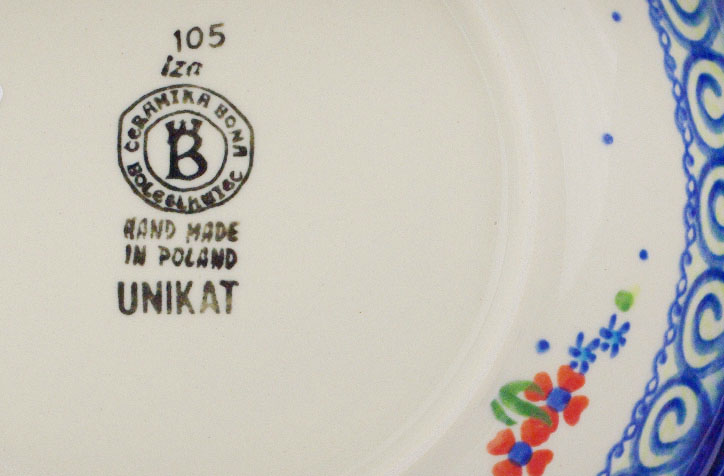 105
iza
CERAMIKA BONA
B
BOLESŁAWIEC
HAND MADE
IN POLAND
UNIKAT